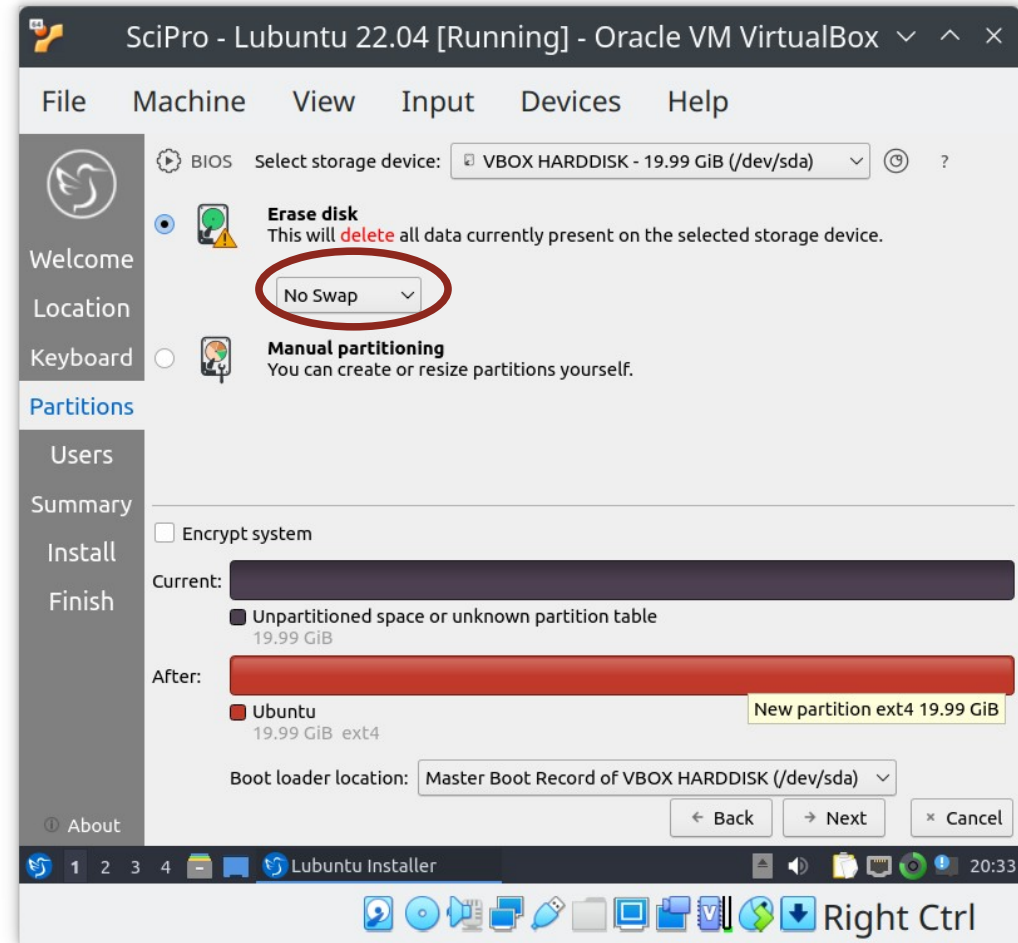 64
SciPro - Lubuntu 22.04 [Running] - Oracle VM VirtualBox
File Machine View Input Devices Help
BIOS Select storage device: VBOX HARDDISK - 19.99 GiB (/dev/sda) ?
Erase disk
This will delete all data currently present on the selected storage device.
No Swap
Manual partitioning
You can create or resize partitions yourself.
Welcome
Location
Keyboard
Partitions
Users
Summary
Install
Finish
Encrypt system
Current:
Unpartitioned space or unknown partition table
19.99 GiB
After:
Ubuntu
19.99 GiB ext4
New partition ext4 19.99 GiB
Boot loader location: Master Boot Record of VBOX HARDDISK (/dev/sda)
Back Next Cancel
About
1 2 3 4 Lubuntu Installer 20:33
Right Ctrl